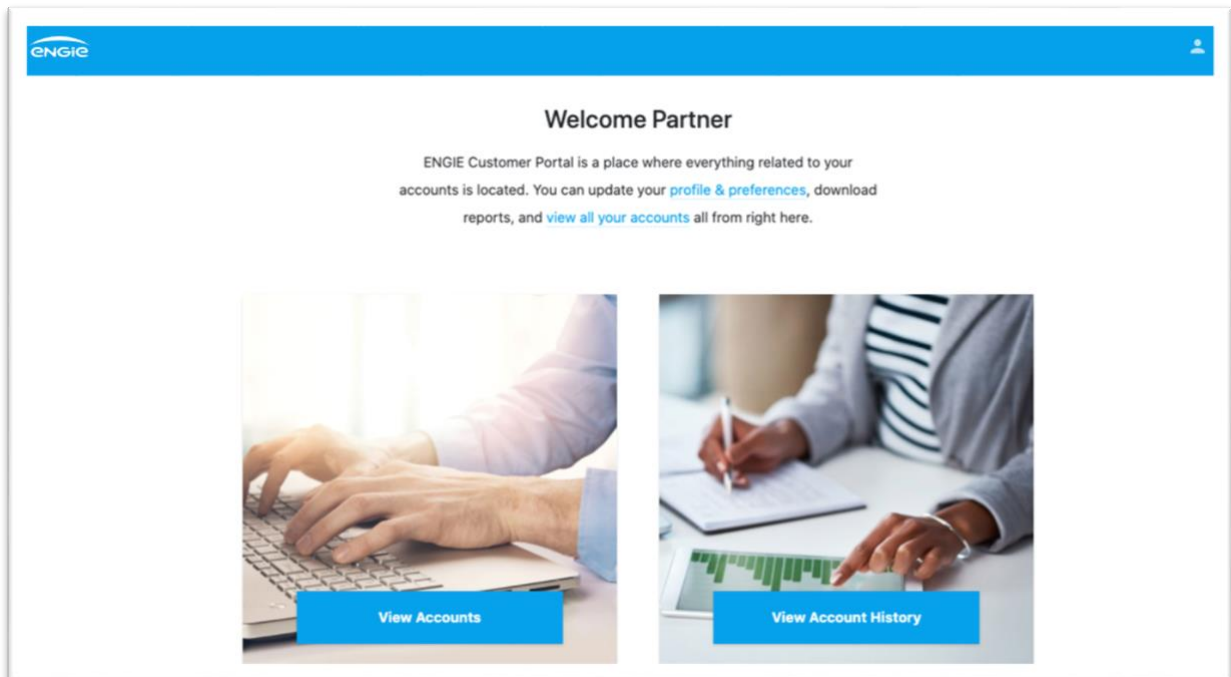 ENGIE
Welcome Partner
ENGIE Customer Portal is a place where everything related to your
accounts is located. You can update your profile & preferences, download
reports, and view all your accounts all from right here.
View Accounts
View Account History